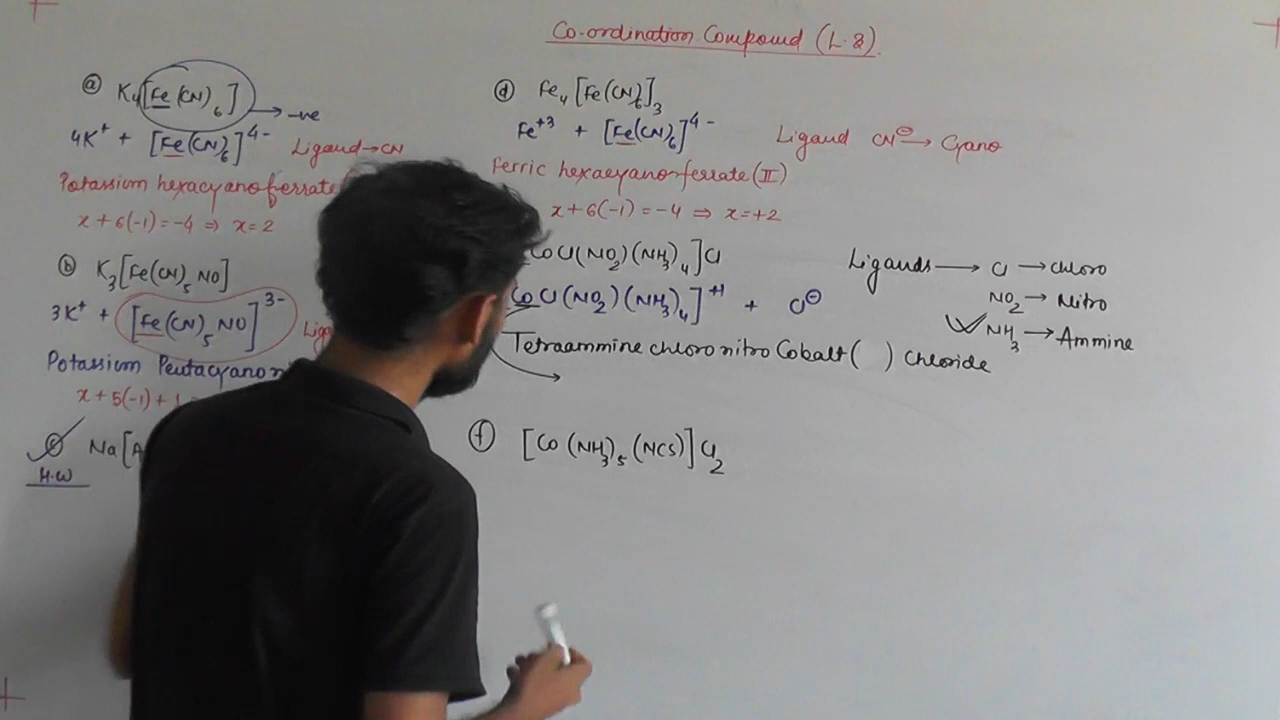 Co-ordination Compound (L-8)
(a) K4[Fe(CN)6] → -ve
4K+ + [Fe(CN)6]4- Ligand → CN
Potassium hexacyanoferrate
x + 6(-1) = -4 ⇒ x = 2
(b) K3[Fe(CN)5 NO]
3K+ + [Fe(CN)5 NO]3-
Potassium Pentacyano
x + 5(-1) + 1
(c) Na[A
H.W
(d) Fe4[Fe(CN)6]3
Fe+3 + [Fe(CN)6]4-
Ligand CN⊖ → Cyano
Ferric hexacyanoferrate(II)
x + 6(-1) = -4 ⇒ x = +2
CoCl(NO2)(NH3)4]Cl
CoCl(NO2)(NH3)4]+1 + Cl⊖
Tetraammine chloro nitro Cobalt( ) Chloride
Ligands → Cl → chloro
NO2 → Nitro
NH3 → Ammine
(f) [Co(NH3)5(NCS)]Cl2